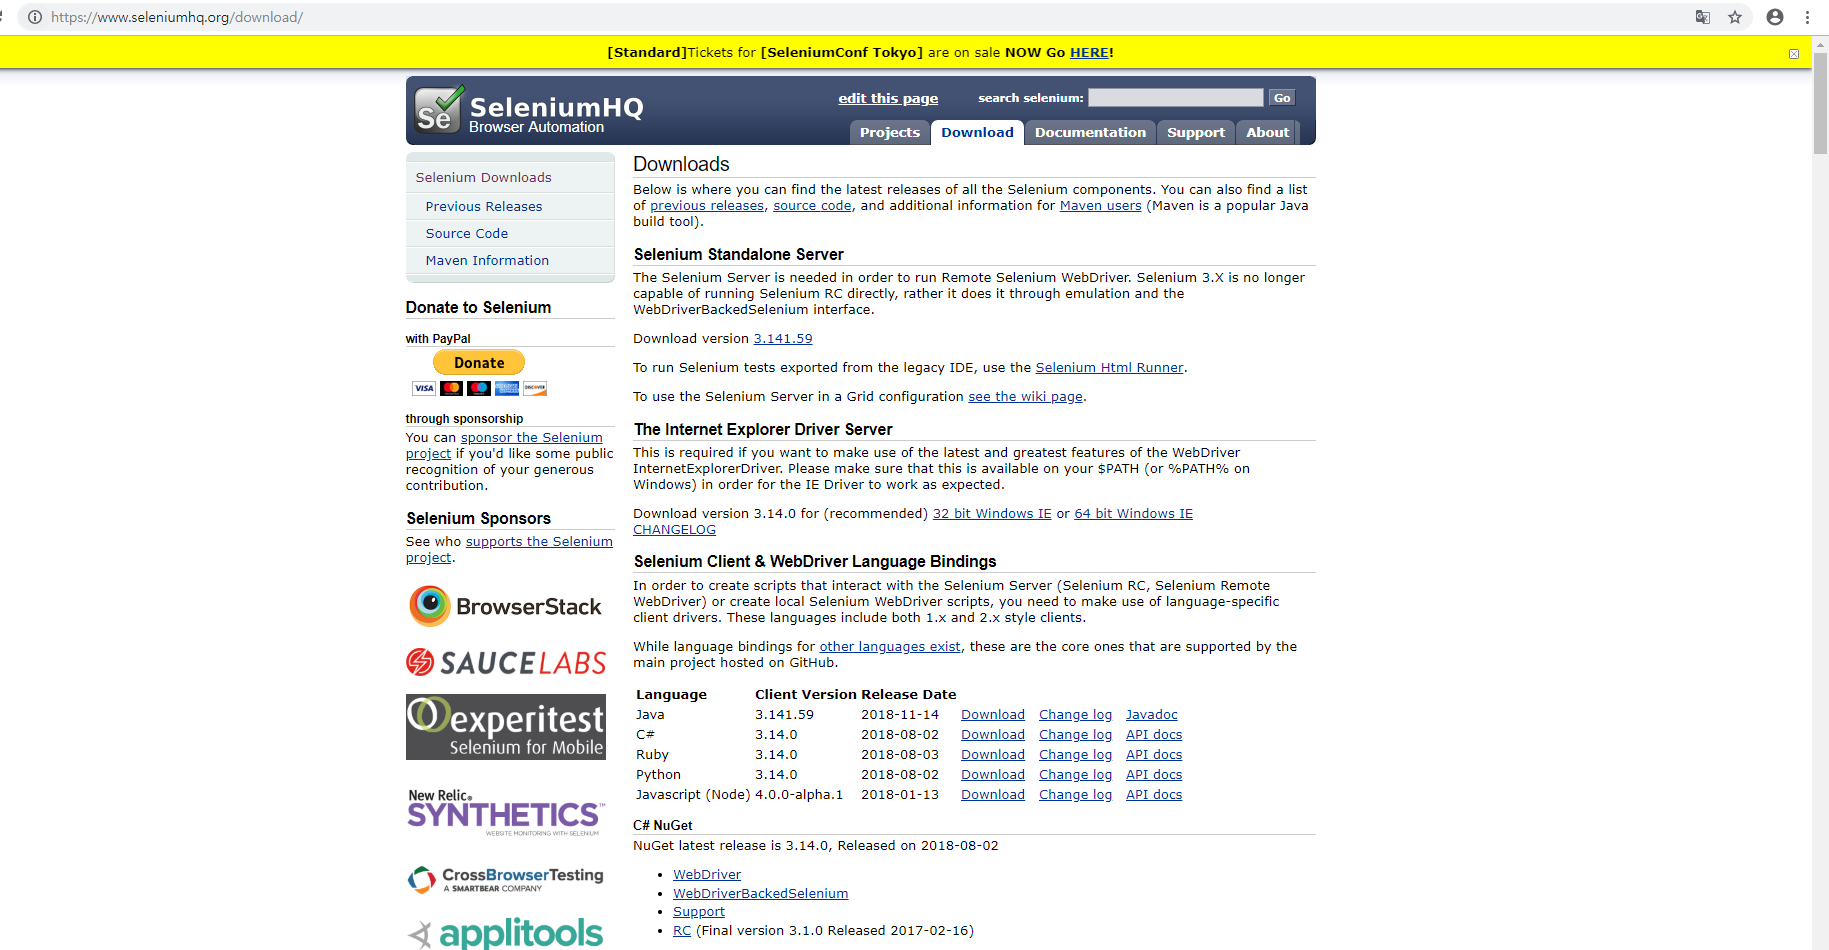 https://www.seleniumhq.org/download/
[Standard]Tickets for [SeleniumConf Tokyo] are on sale NOW Go HERE!
Se
SeleniumHQ
Browser Automation
edit this page
search selenium:
Go
Projects
Download
Documentation
Support
About
Selenium Downloads
Previous Releases
Source Code
Maven Information
Donate to Selenium
with PayPal
Donate
VISA
DISCOVER
through sponsorship
You can sponsor the Selenium
project if you'd like some public
recognition of your generous
contribution.
Selenium Sponsors
See who supports the Selenium
project.
BrowserStack
SAUCELABS
experitest
Selenium for Mobile
New Relic®
SYNTHETICS™
WEBSITE MONITORING WITH SELENIUM
CrossBrowserTesting
A SMARTBEAR COMPANY
applitools
Downloads
Below is where you can find the latest releases of all the Selenium components. You can also find a list
of previous releases, source code, and additional information for Maven users (Maven is a popular Java
build tool).
Selenium Standalone Server
The Selenium Server is needed in order to run Remote Selenium WebDriver. Selenium 3.X is no longer
capable of running Selenium RC directly, rather it does it through emulation and the
WebDriverBackedSelenium interface.
Download version 3.141.59
To run Selenium tests exported from the legacy IDE, use the Selenium Html Runner.
To use the Selenium Server in a Grid configuration see the wiki page.
The Internet Explorer Driver Server
This is required if you want to make use of the latest and greatest features of the WebDriver
InternetExplorerDriver. Please make sure that this is available on your $PATH (or %PATH% on
Windows) in order for the IE Driver to work as expected.
Download version 3.14.0 for (recommended) 32 bit Windows IE or 64 bit Windows IE
CHANGELOG
Selenium Client & WebDriver Language Bindings
In order to create scripts that interact with the Selenium Server (Selenium RC, Selenium Remote
WebDriver) or create local Selenium WebDriver scripts, you need to make use of language-specific
client drivers. These languages include both 1.x and 2.x style clients.
While language bindings for other languages exist, these are the core ones that are supported by the
main project hosted on GitHub.
Language Client Version Release Date
Java 3.141.59 2018-11-14 Download Change log Javadoc
C# 3.14.0 2018-08-02 Download Change log API docs
Ruby 3.14.0 2018-08-03 Download Change log API docs
Python 3.14.0 2018-08-02 Download Change log API docs
Javascript (Node) 4.0.0-alpha.1 2018-01-13 Download Change log API docs
C# NuGet
NuGet latest release is 3.14.0, Released on 2018-08-02
• WebDriver
• WebDriverBackedSelenium
• Support
• RC (Final version 3.1.0 Released 2017-02-16)